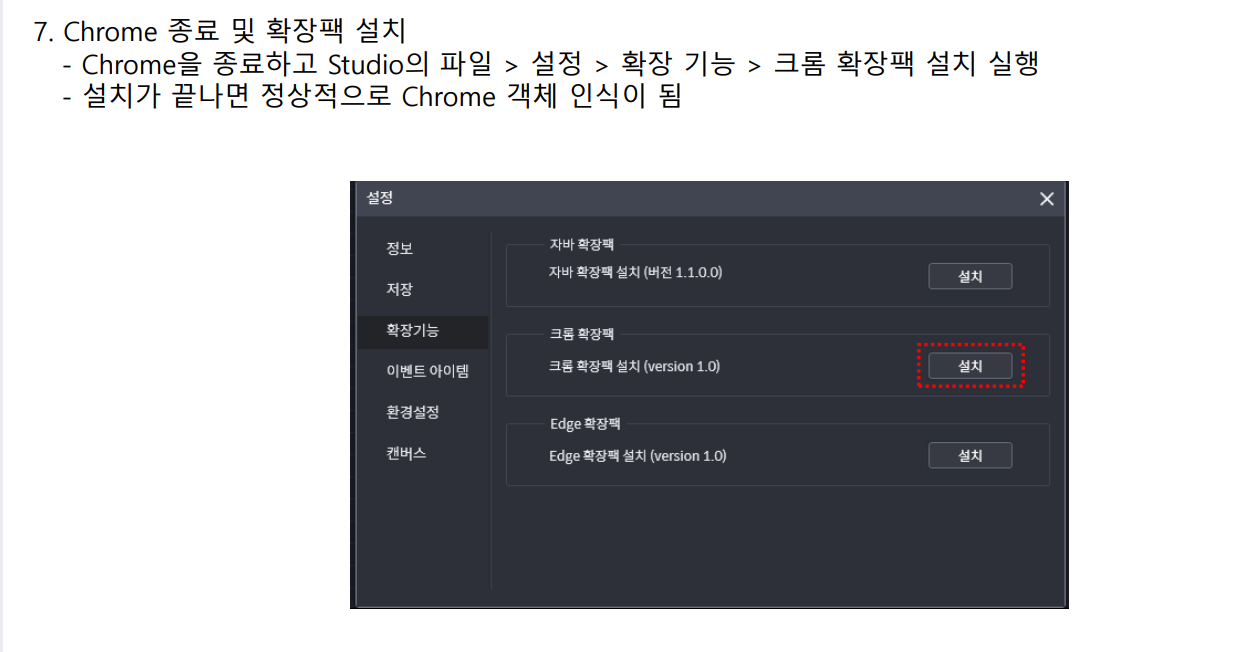 7. Chrome 종료 및 확장팩 설치
- Chrome을 종료하고 Studio의 파일 > 설정 > 확장 기능 > 크롬 확장팩 설치 실행
- 설치가 끝나면 정상적으로 Chrome 객체 인식이 됨
설정
정보
저장
확장기능
이벤트 아이템
환경설정
캔버스
자바 확장팩
자바 확장팩 설치 (버전 1.1.0.0)
설치
크롬 확장팩
크롬 확장팩 설치 (version 1.0)
설치
Edge 확장팩
Edge 확장팩 설치 (version 1.0)
설치